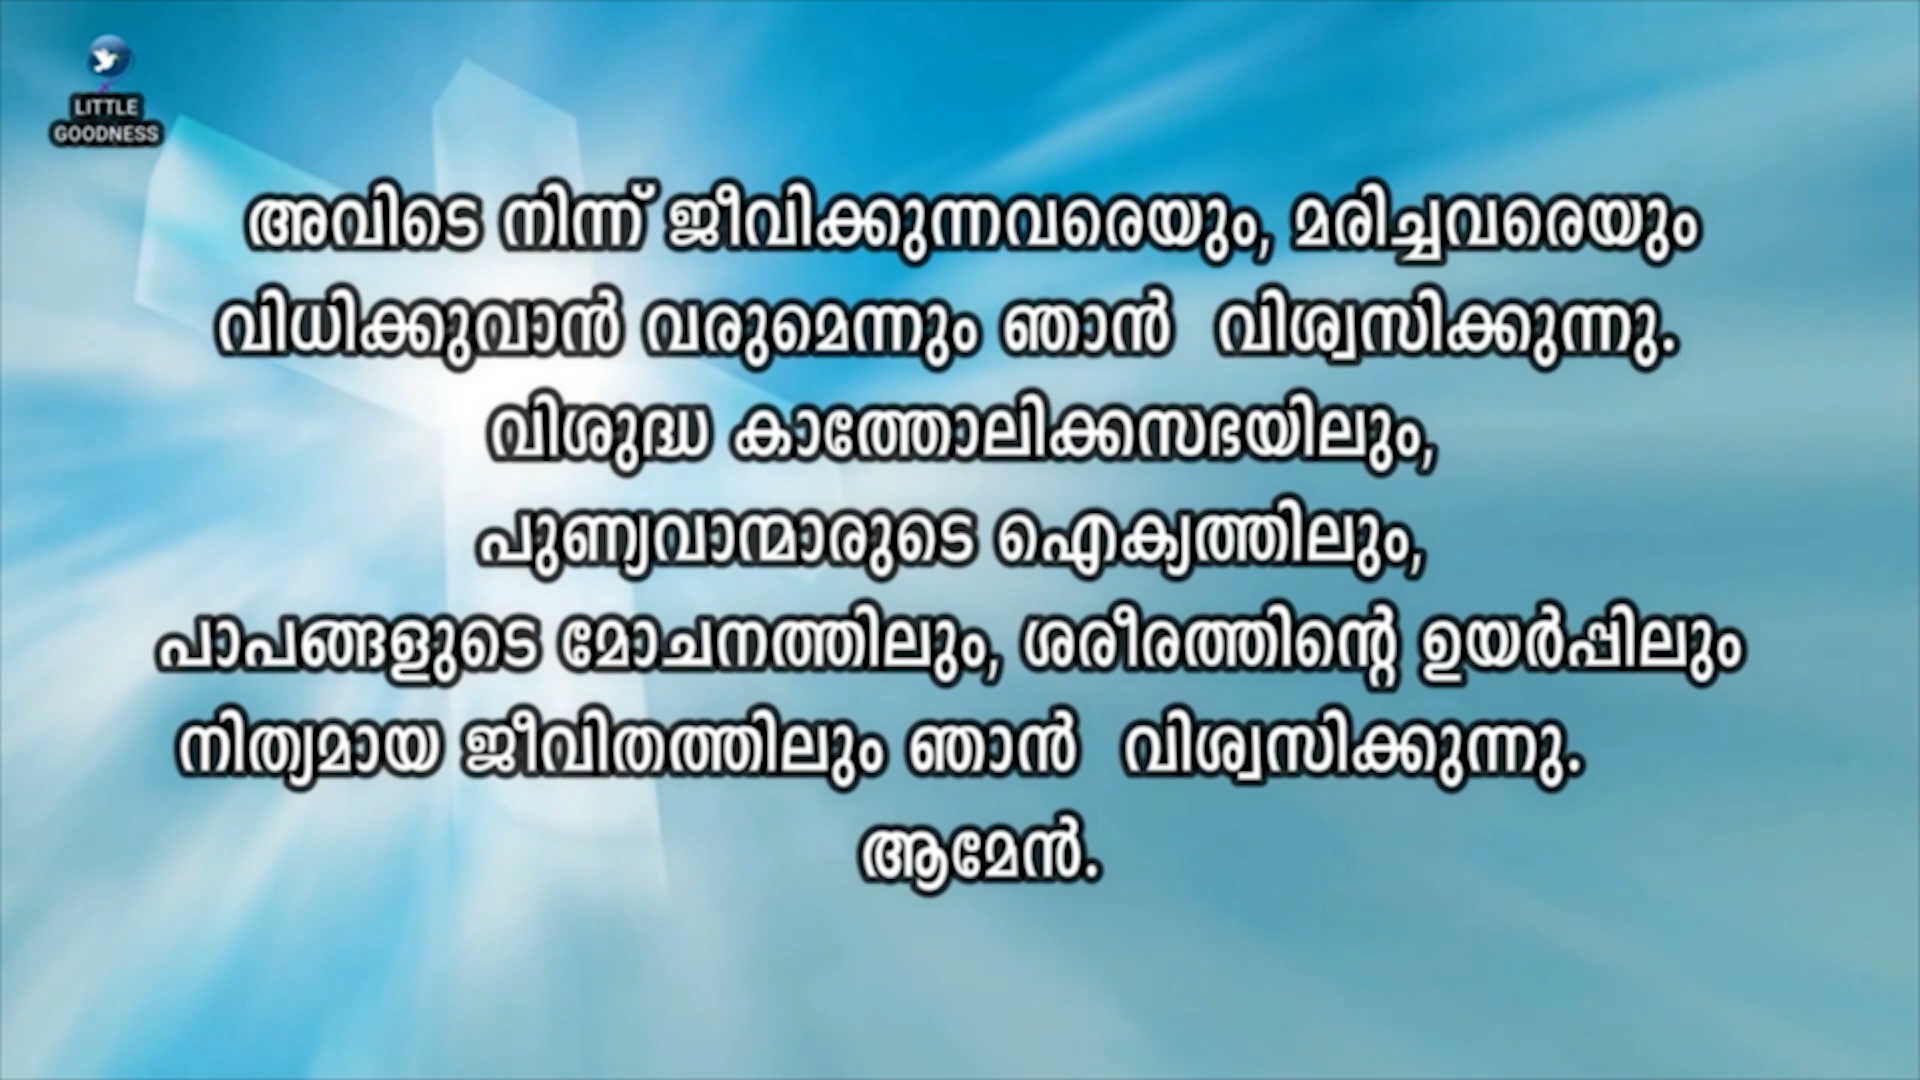 LITTLE
GOODNESS
അവിടെ നിന്ന് ജീവിക്കുന്നവരെയും, മരിച്ചവരെയും
വിധിക്കുവാൻ വരുമെന്നും ഞാൻ വിശ്വസിക്കുന്നു.
വിശുദ്ധ കാത്തോലിക്കസഭയിലും,
പുണ്യവാന്മാരുടെ ഐക്യത്തിലും,
പാപങ്ങളുടെ മോചനത്തിലും, ശരീരത്തിന്റെ ഉയർപ്പിലും
നിത്യമായ ജീവിതത്തിലും ഞാൻ വിശ്വസിക്കുന്നു.
ആമേൻ.